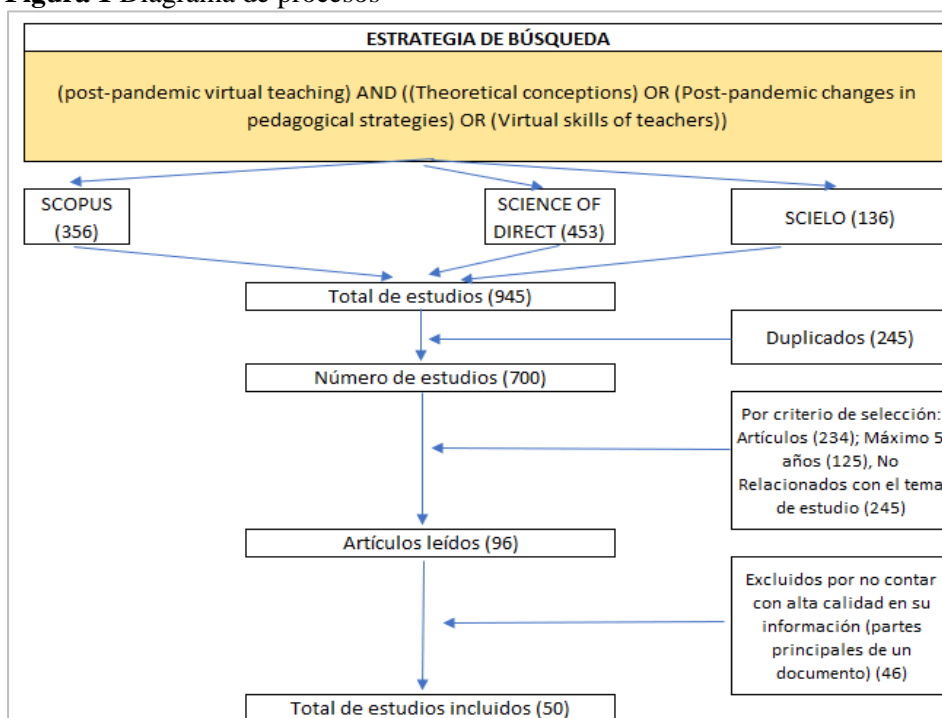 Figura 1 Diagrama de procesos
ESTRATEGIA DE BÚSQUEDA
(post-pandemic virtual teaching) AND ((Theoretical conceptions) OR (Post-pandemic changes in
pedagogical strategies) OR (Virtual skills of teachers))
SCOPUS
(356)
SCIENCE OF
DIRECT (453)
SCIELO (136)
Total de estudios (945)
Duplicados (245)
Número de estudios (700)
Por criterio de selección:
Artículos (234); Máximo 5
años (125), No
Relacionados con el tema
de estudio (245)
Artículos leídos (96)
Excluidos por no contar
con alta calidad en su
información (partes
principales de un
documento) (46)
Total de estudios incluidos (50)